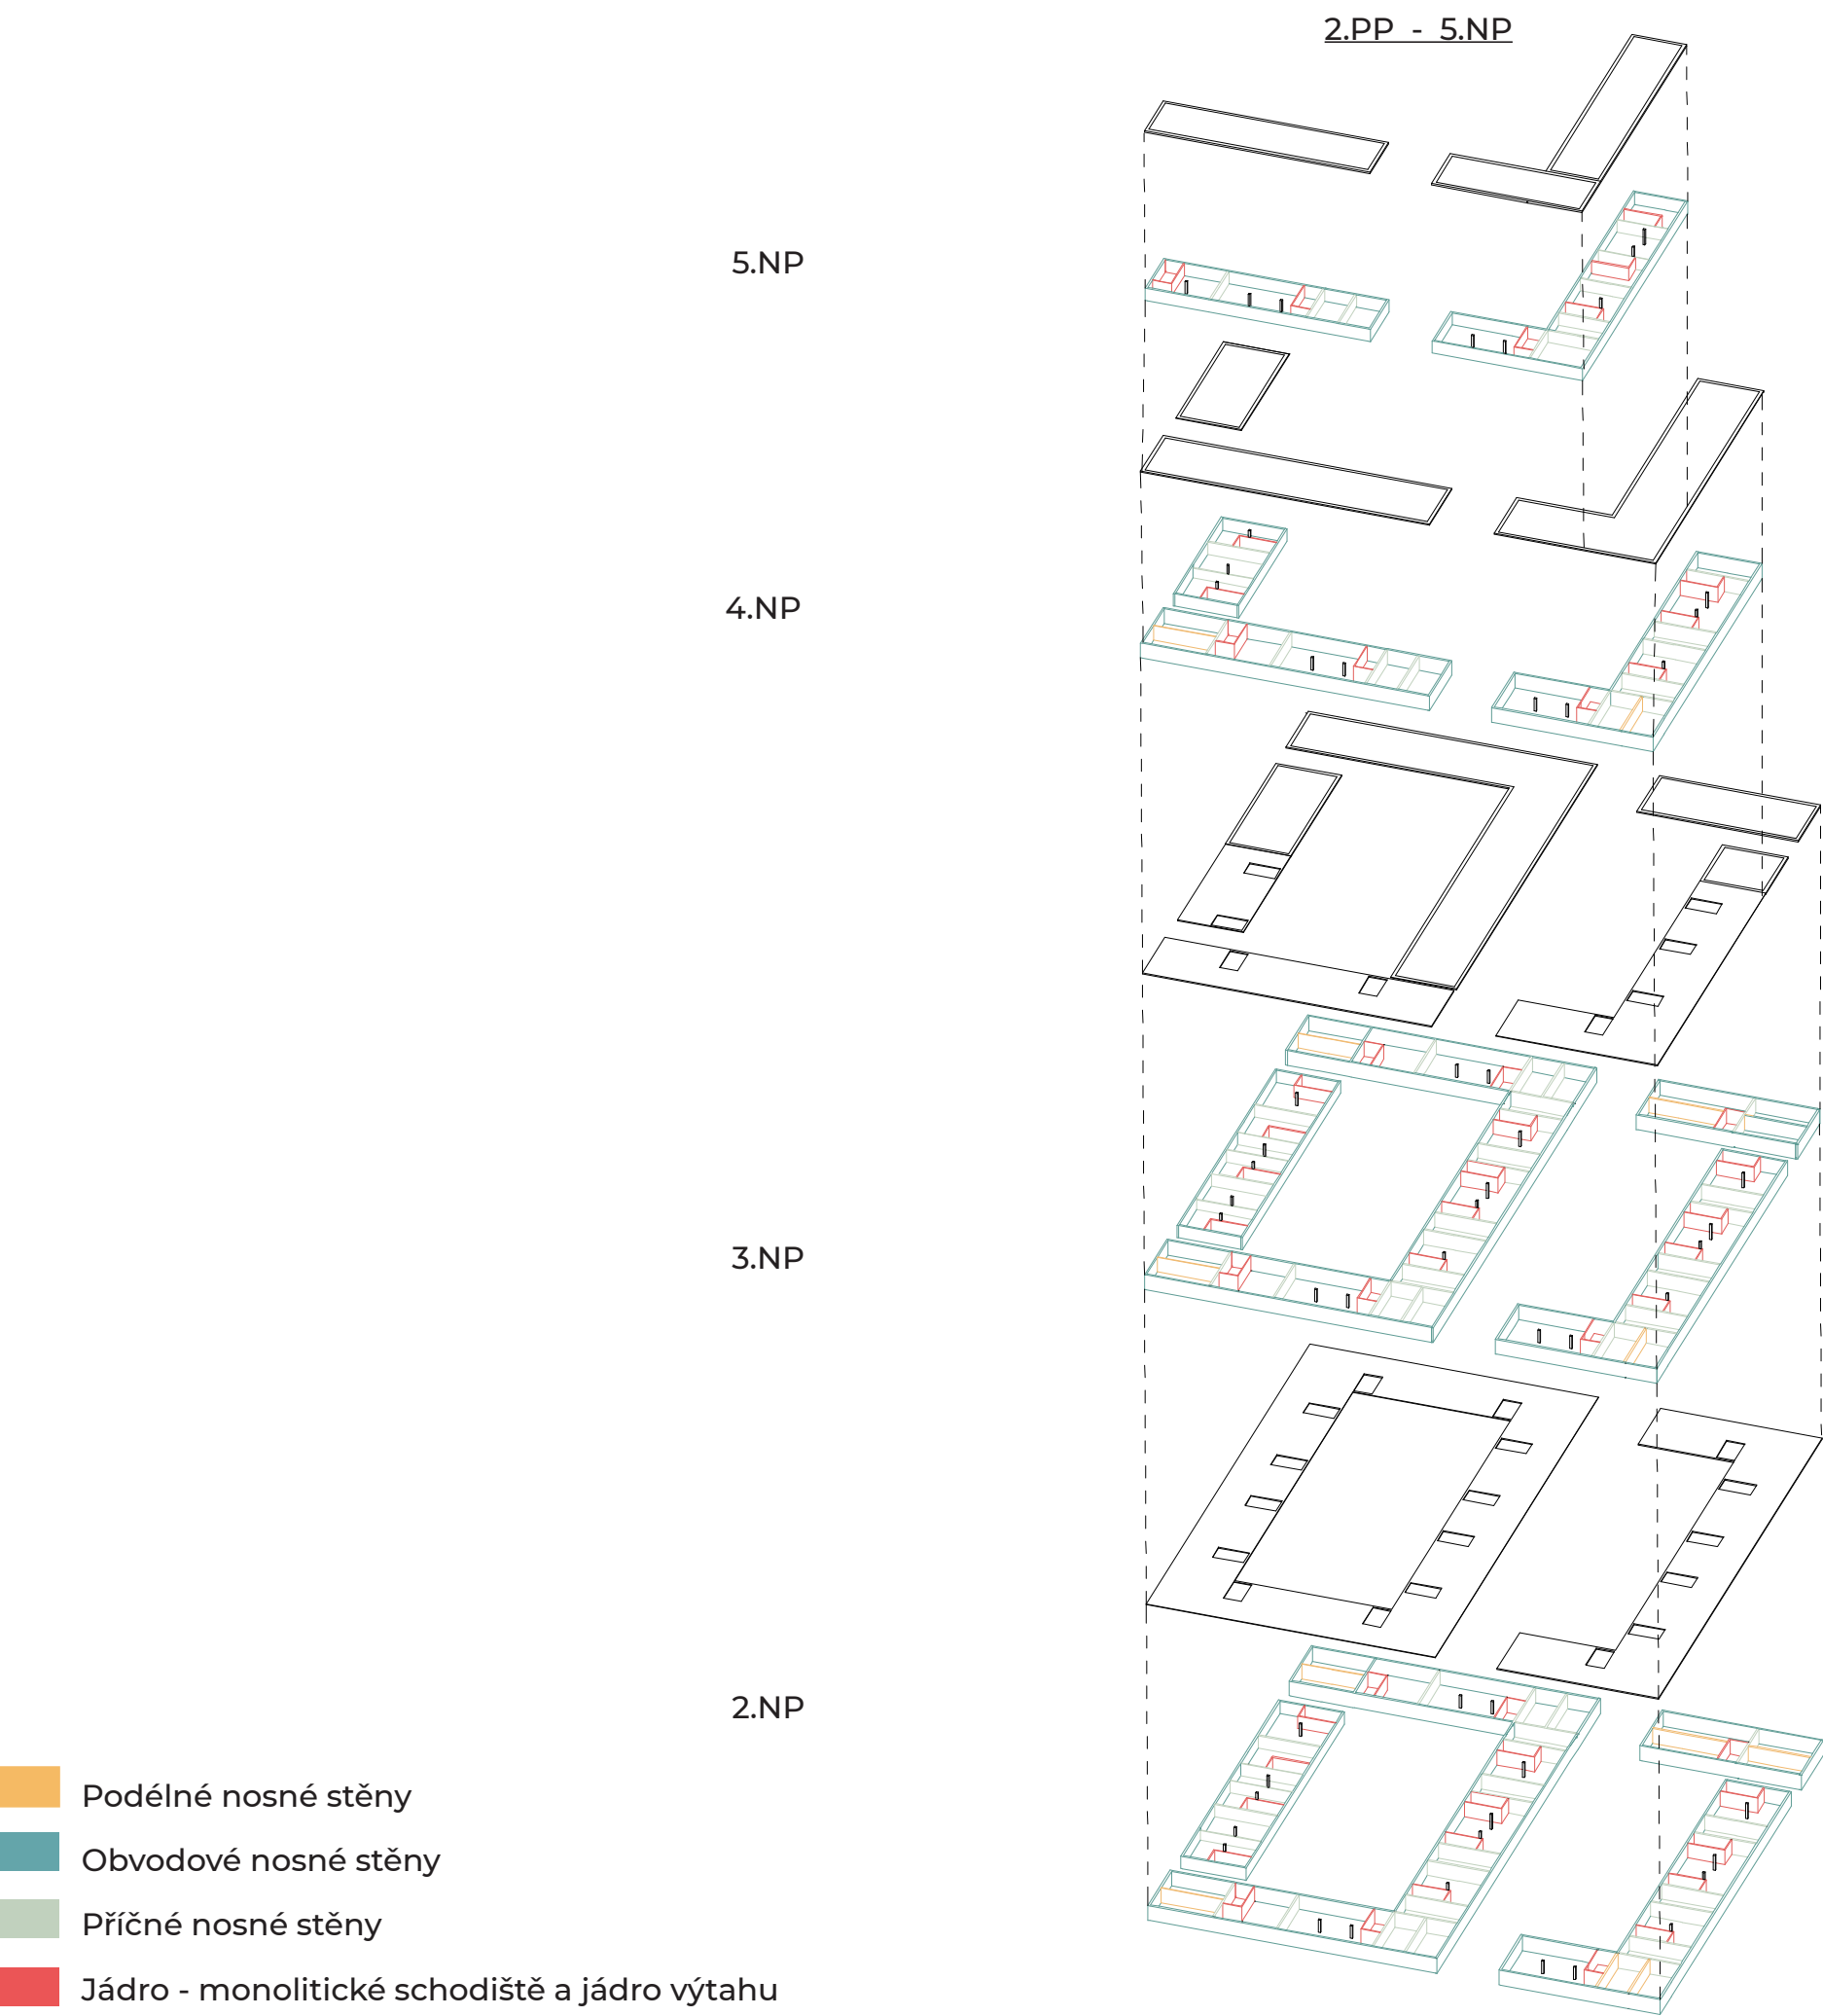 2.PP - 5.NP
5.NP
4.NP
3.NP
2.NP
Podélné nosné stěny
Obvodové nosné stěny
Příčné nosné stěny
Jádro - monolitické schodiště a jádro výtahu